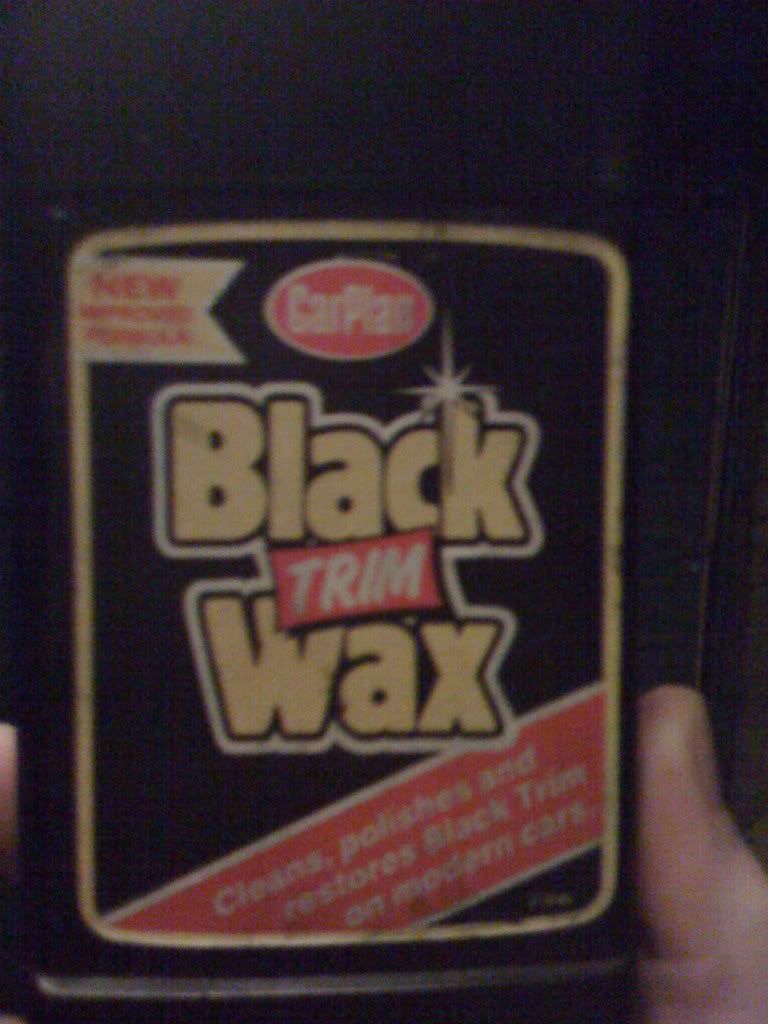 NEW
IMPROVED
FORMULA
CarPlan
Black
TRIM
Wax
Cleans, polishes and
restores Black Trim
on modern cars.